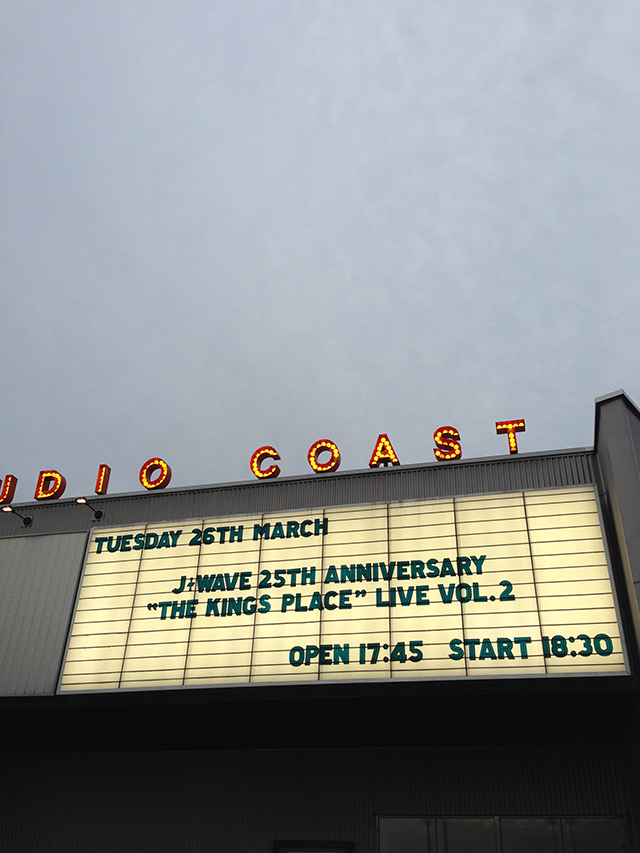 UDIO COAST
TUESDAY 26TH MARCH
J-WAVE 25TH ANNIVERSARY
"THE KINGS PLACE" LIVE VOL.2
OPEN 17:45 START 18:30